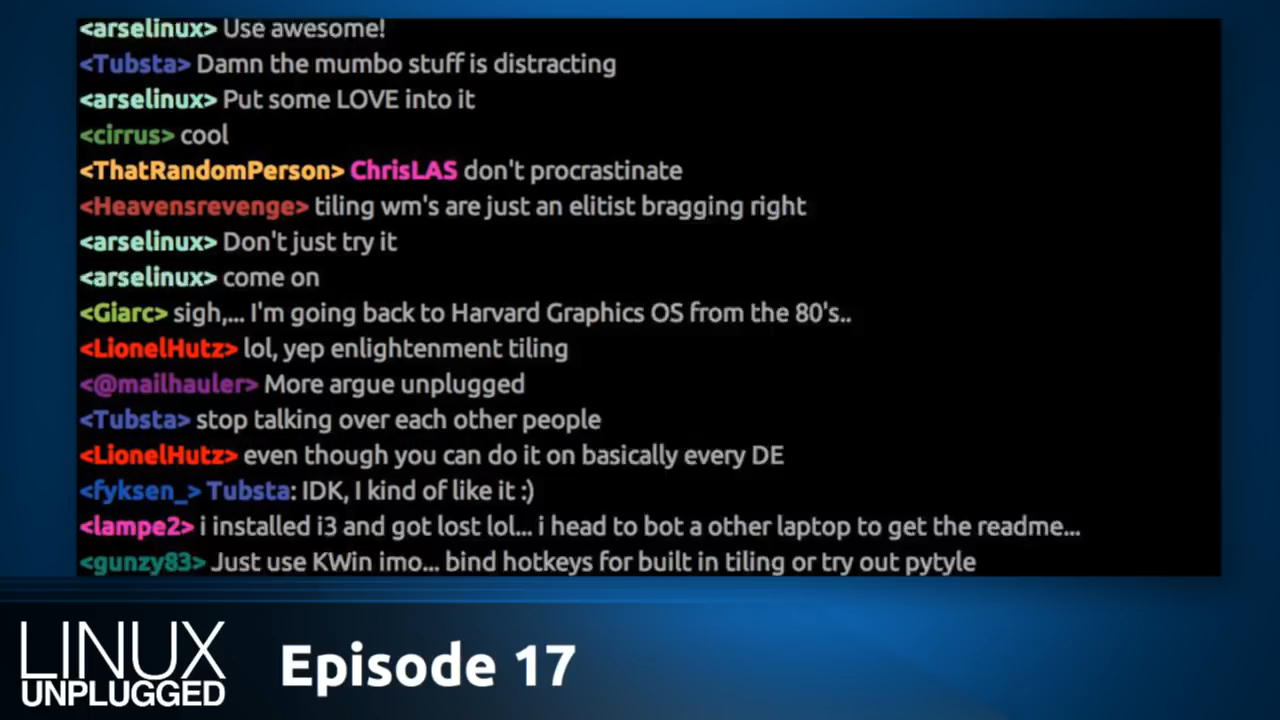 <arselinux> Use awesome!
<Tubsta> Damn the mumbo stuff is distracting
<arselinux> Put some LOVE into it
<cirrus> cool
<ThatRandomPerson> ChrisLAS don't procrastinate
<Heavensrevenge> tiling wm's are just an elitist bragging right
<arselinux> Don't just try it
<arselinux> come on
<Giarc> sigh,... I'm going back to Harvard Graphics OS from the 80's..
<LionelHutz> lol, yep enlightenment tiling
<@mailhauler> More argue unplugged
<Tubsta> stop talking over each other people
<LionelHutz> even though you can do it on basically every DE
<fyksen_> Tubsta: IDK, I kind of like it :)
<lampe2> i installed i3 and got lost lol... i head to bot a other laptop to get the readme...
<gunzy83> Just use KWin imo... bind hotkeys for built in tiling or try out pytyle
LINUX
UNPLUGGED
Episode 17